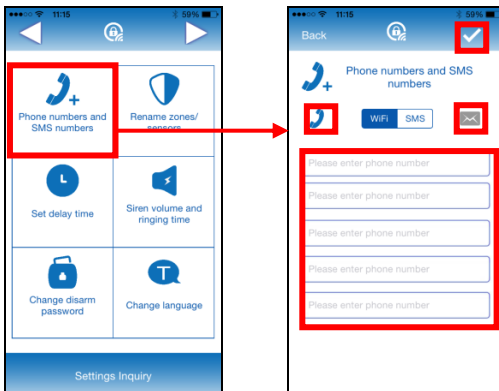 11:15
59%
Phone numbers and
SMS numbers
Rename zones/
sensors
Set delay time
Siren volume and
ringing time
Change disarm
password
T
Change language
Settings Inquiry
11:15
59%
Back
Phone numbers and SMS
numbers
WiFi
SMS
Please enter phone number
Please enter phone number
Please enter phone number
Please enter phone number
Please enter phone number